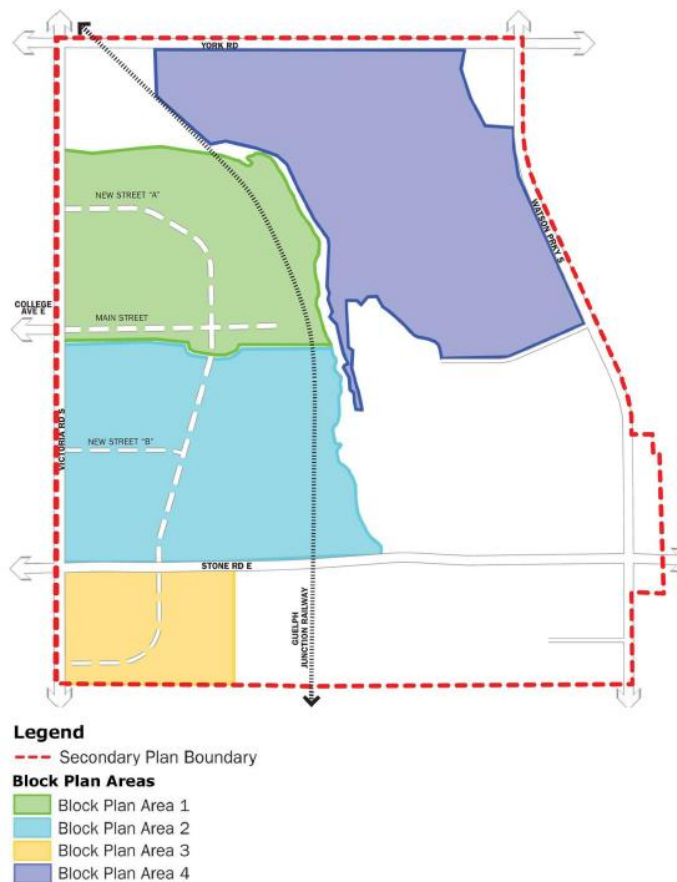 YORK RD
NEW STREET "A"
WATSON PRKY S
COLLEGE
AVE E
MAIN STREET
VICTORIA RD S
NEW STREET "B"
STONE RD E
GUELPH
JUNCTION RAILWAY
Legend
Secondary Plan Boundary
Block Plan Areas
Block Plan Area 1
Block Plan Area 2
Block Plan Area 3
Block Plan Area 4